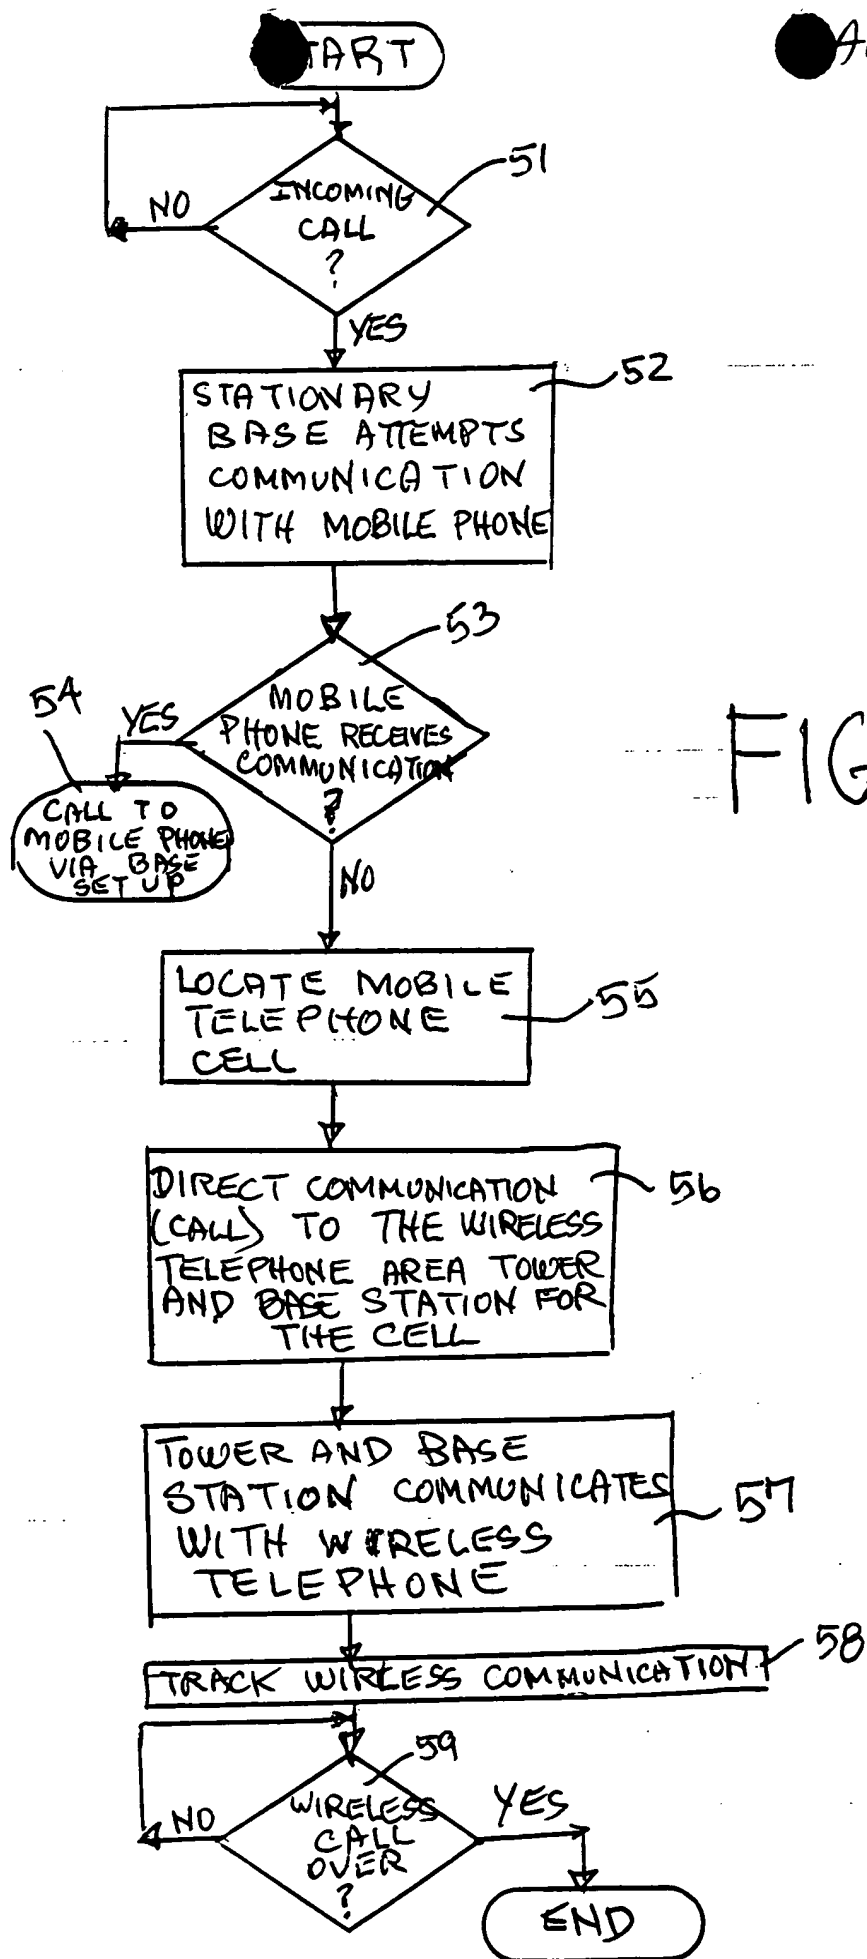 TART
INCOMING
CALL
?
51
NO
YES
STATIONARY
BASE ATTEMPTS
COMMUNICATION
WITH MOBILE PHONE
52
53
MOBILE
PHONE RECEIVES
COMMUNICATION
?
54
YES
CALL TO
MOBILE PHONE
VIA BASE
SET UP
FIG
NO
LOCATE MOBILE
TELEPHONE
CELL
55
DIRECT COMMUNICATION
(CALL) TO THE WIRELESS
TELEPHONE AREA TOWER
AND BASE STATION FOR
THE CELL
56
TOWER AND BASE
STATION COMMUNICATES
WITH WIRELESS
TELEPHONE
57
TRACK WIRLESS COMMUNICATION
58
59
WIRELESS
CALL
OVER
?
NO
YES
END